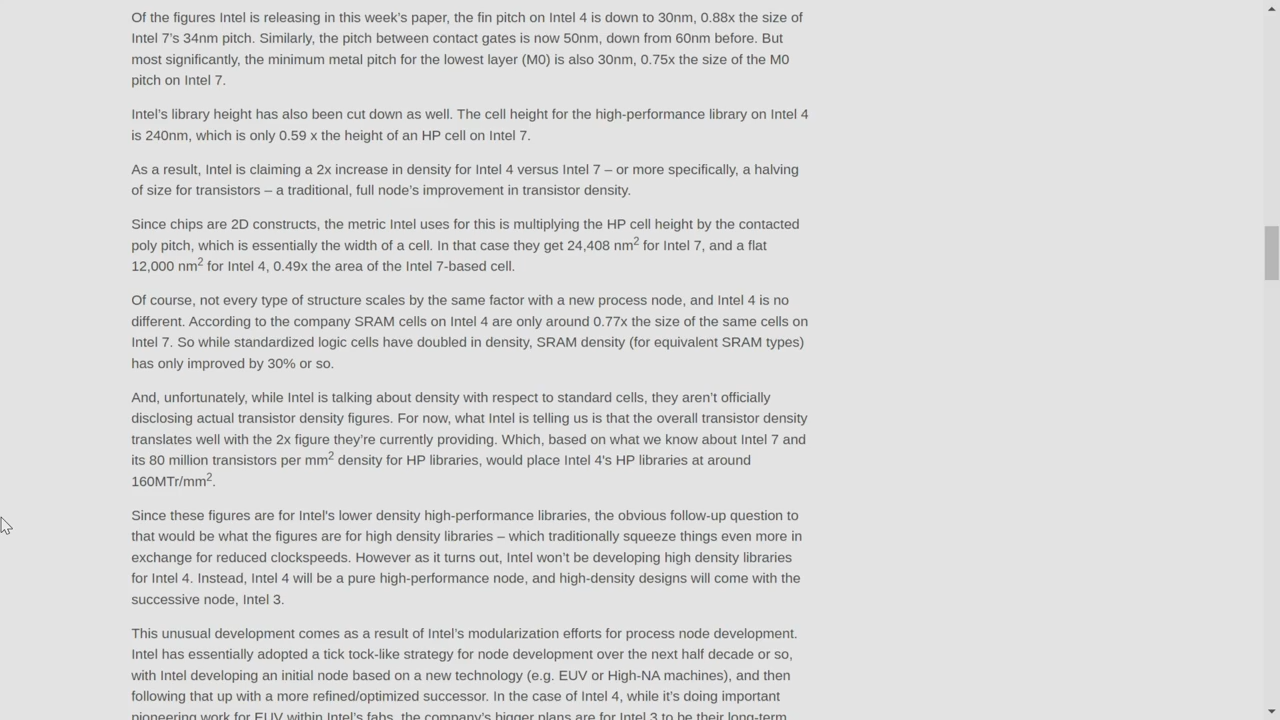 Of the figures Intel is releasing in this week’s paper, the fin pitch on Intel 4 is down to 30nm, 0.88x the size of
Intel 7’s 34nm pitch. Similarly, the pitch between contact gates is now 50nm, down from 60nm before. But
most significantly, the minimum metal pitch for the lowest layer (M0) is also 30nm, 0.75x the size of the M0
pitch on Intel 7.
Intel’s library height has also been cut down as well. The cell height for the high-performance library on Intel 4
is 240nm, which is only 0.59 x the height of an HP cell on Intel 7.
As a result, Intel is claiming a 2x increase in density for Intel 4 versus Intel 7 – or more specifically, a halving
of size for transistors – a traditional, full node’s improvement in transistor density.
Since chips are 2D constructs, the metric Intel uses for this is multiplying the HP cell height by the contacted
poly pitch, which is essentially the width of a cell. In that case they get 24,408 nm² for Intel 7, and a flat
12,000 nm² for Intel 4, 0.49x the area of the Intel 7-based cell.
Of course, not every type of structure scales by the same factor with a new process node, and Intel 4 is no
different. According to the company SRAM cells on Intel 4 are only around 0.77x the size of the same cells on
Intel 7. So while standardized logic cells have doubled in density, SRAM density (for equivalent SRAM types)
has only improved by 30% or so.
And, unfortunately, while Intel is talking about density with respect to standard cells, they aren’t officially
disclosing actual transistor density figures. For now, what Intel is telling us is that the overall transistor density
translates well with the 2x figure they’re currently providing. Which, based on what we know about Intel 7 and
its 80 million transistors per mm² density for HP libraries, would place Intel 4's HP libraries at around
160MTr/mm².
Since these figures are for Intel's lower density high-performance libraries, the obvious follow-up question to
that would be what the figures are for high density libraries – which traditionally squeeze things even more in
exchange for reduced clockspeeds. However as it turns out, Intel won’t be developing high density libraries
for Intel 4. Instead, Intel 4 will be a pure high-performance node, and high-density designs will come with the
successive node, Intel 3.
This unusual development comes as a result of Intel’s modularization efforts for process node development.
Intel has essentially adopted a tick tock-like strategy for node development over the next half decade or so,
with Intel developing an initial node based on a new technology (e.g. EUV or High-NA machines), and then
following that up with a more refined/optimized successor. In the case of Intel 4, while it’s doing important
pioneering work for EUV within Intel’s fabs, the company’s bigger plans are for Intel 3 to be their long-term,